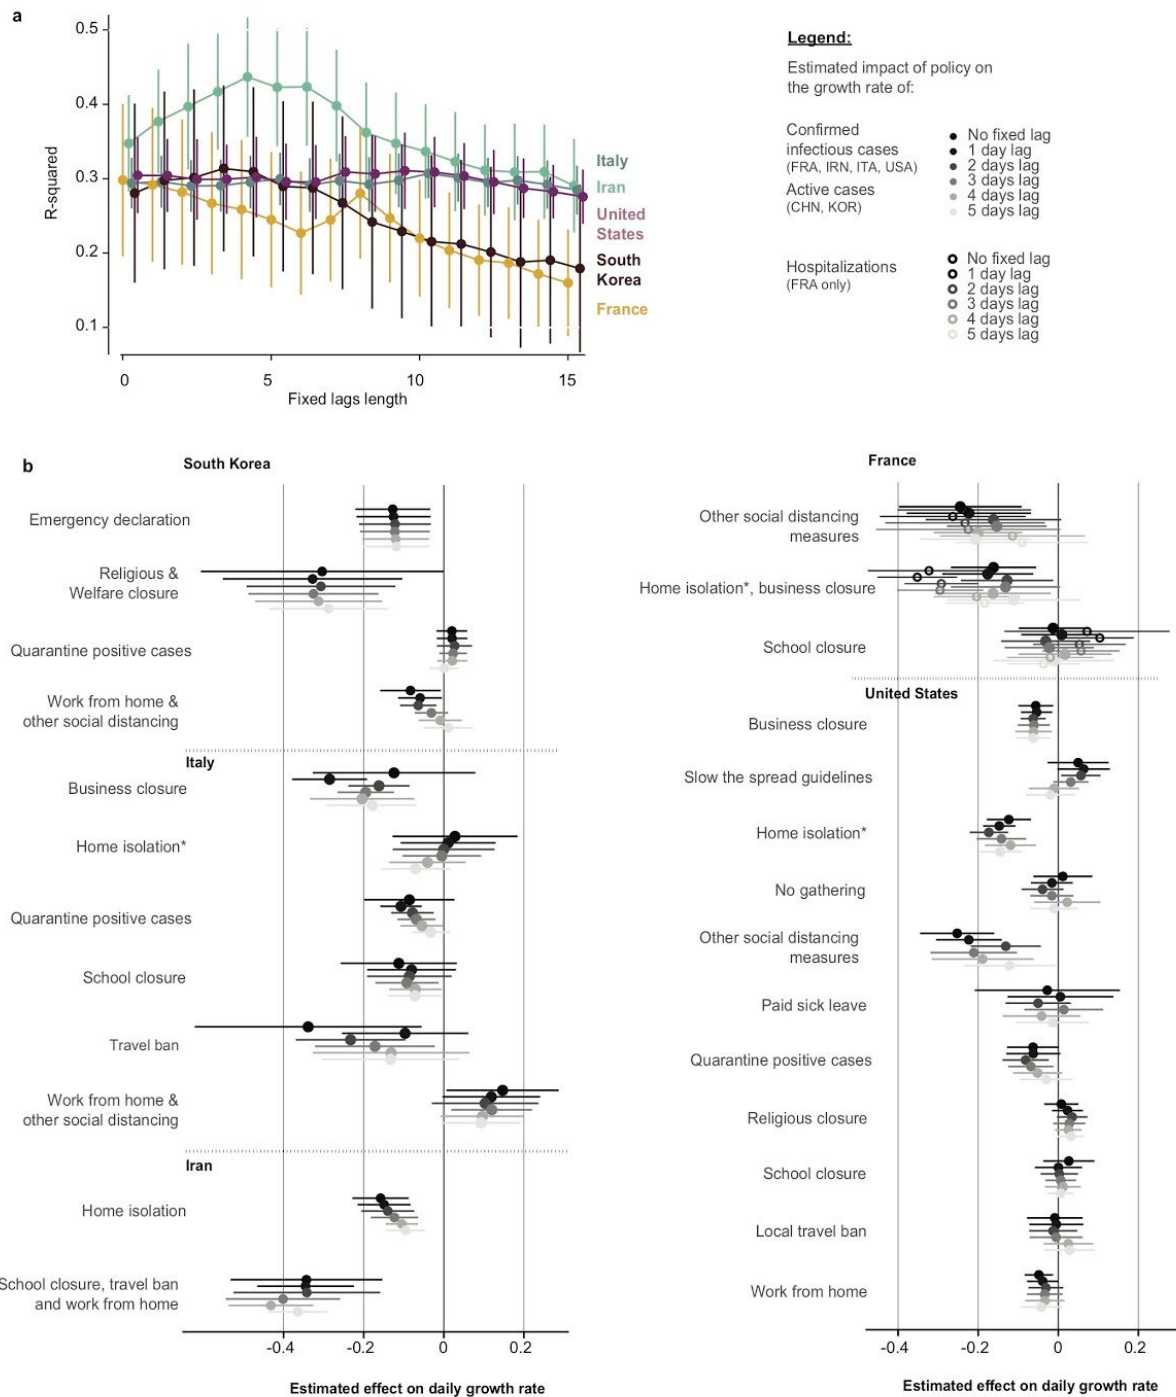 a
0.5
0.4
0.3
0.2
0.1
R-squared
0
5
10
15
Fixed lags length
Italy
Iran
United
States
South
Korea
France
Legend:
Estimated impact of policy on
the growth rate of:
Confirmed
infectious cases
(FRA, IRN, ITA, USA)
Active cases
(CHN, KOR)
No fixed lag
1 day lag
2 days lag
3 days lag
4 days lag
5 days lag
Hospitalizations
(FRA only)
No fixed lag
1 day lag
2 days lag
3 days lag
4 days lag
5 days lag
b
South Korea
Emergency declaration
Religious &
Welfare closure
Quarantine positive cases
Work from home &
other social distancing
Italy
Business closure
Home isolation*
Quarantine positive cases
School closure
Travel ban
Work from home &
other social distancing
Iran
Home isolation
School closure, travel ban
and work from home
-0.4
-0.2
0
0.2
Estimated effect on daily growth rate
France
Other social distancing
measures
Home isolation*, business closure
School closure
United States
Business closure
Slow the spread guidelines
Home isolation*
No gathering
Other social distancing
measures
Paid sick leave
Quarantine positive cases
Religious closure
School closure
Local travel ban
Work from home
-0.4
-0.2
0
0.2
Estimated effect on daily growth rate